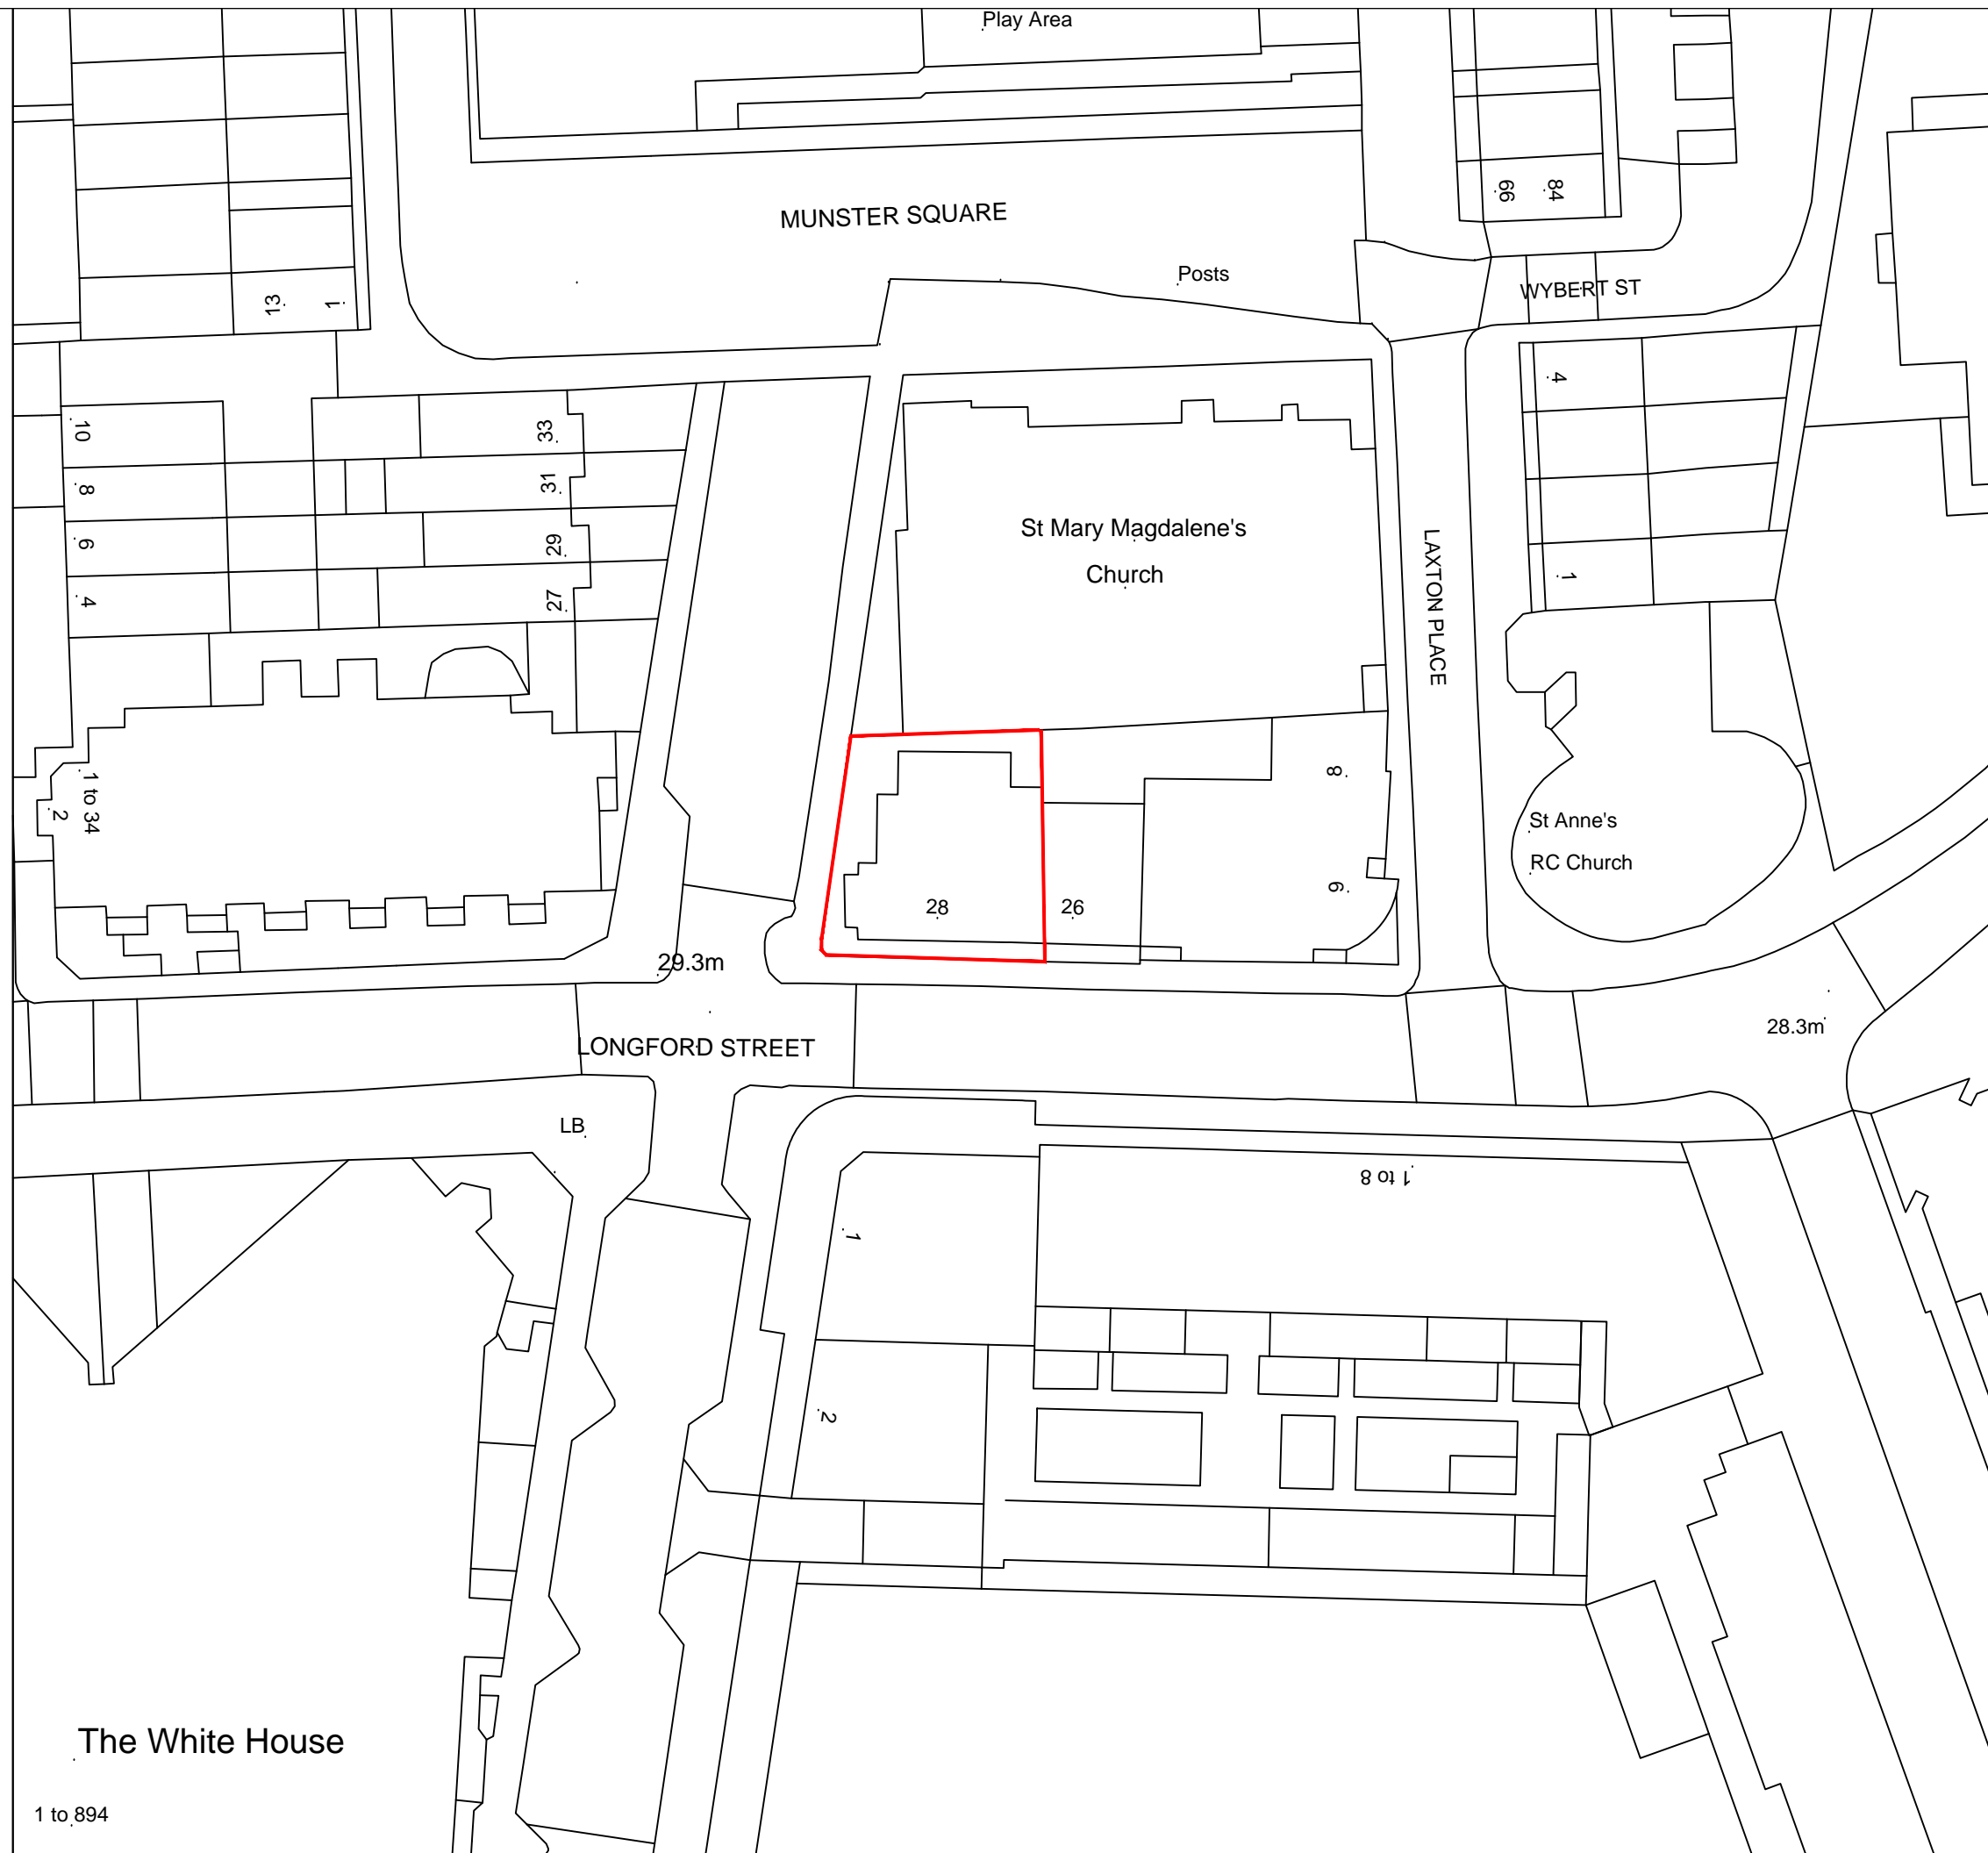 Play Area
66
84
MUNSTER SQUARE
Posts
WYBERT ST
13
1
4
10
33
8
31
St Mary Magdalene's
Church
6
29
LAXTON PLACE
4
27
1
1 to 34
2
8
St Anne's
RC Church
6
28
26
29.3m
28.3m
LONGFORD STREET
LB
1 to 8
1
2
The White House
1 to 894